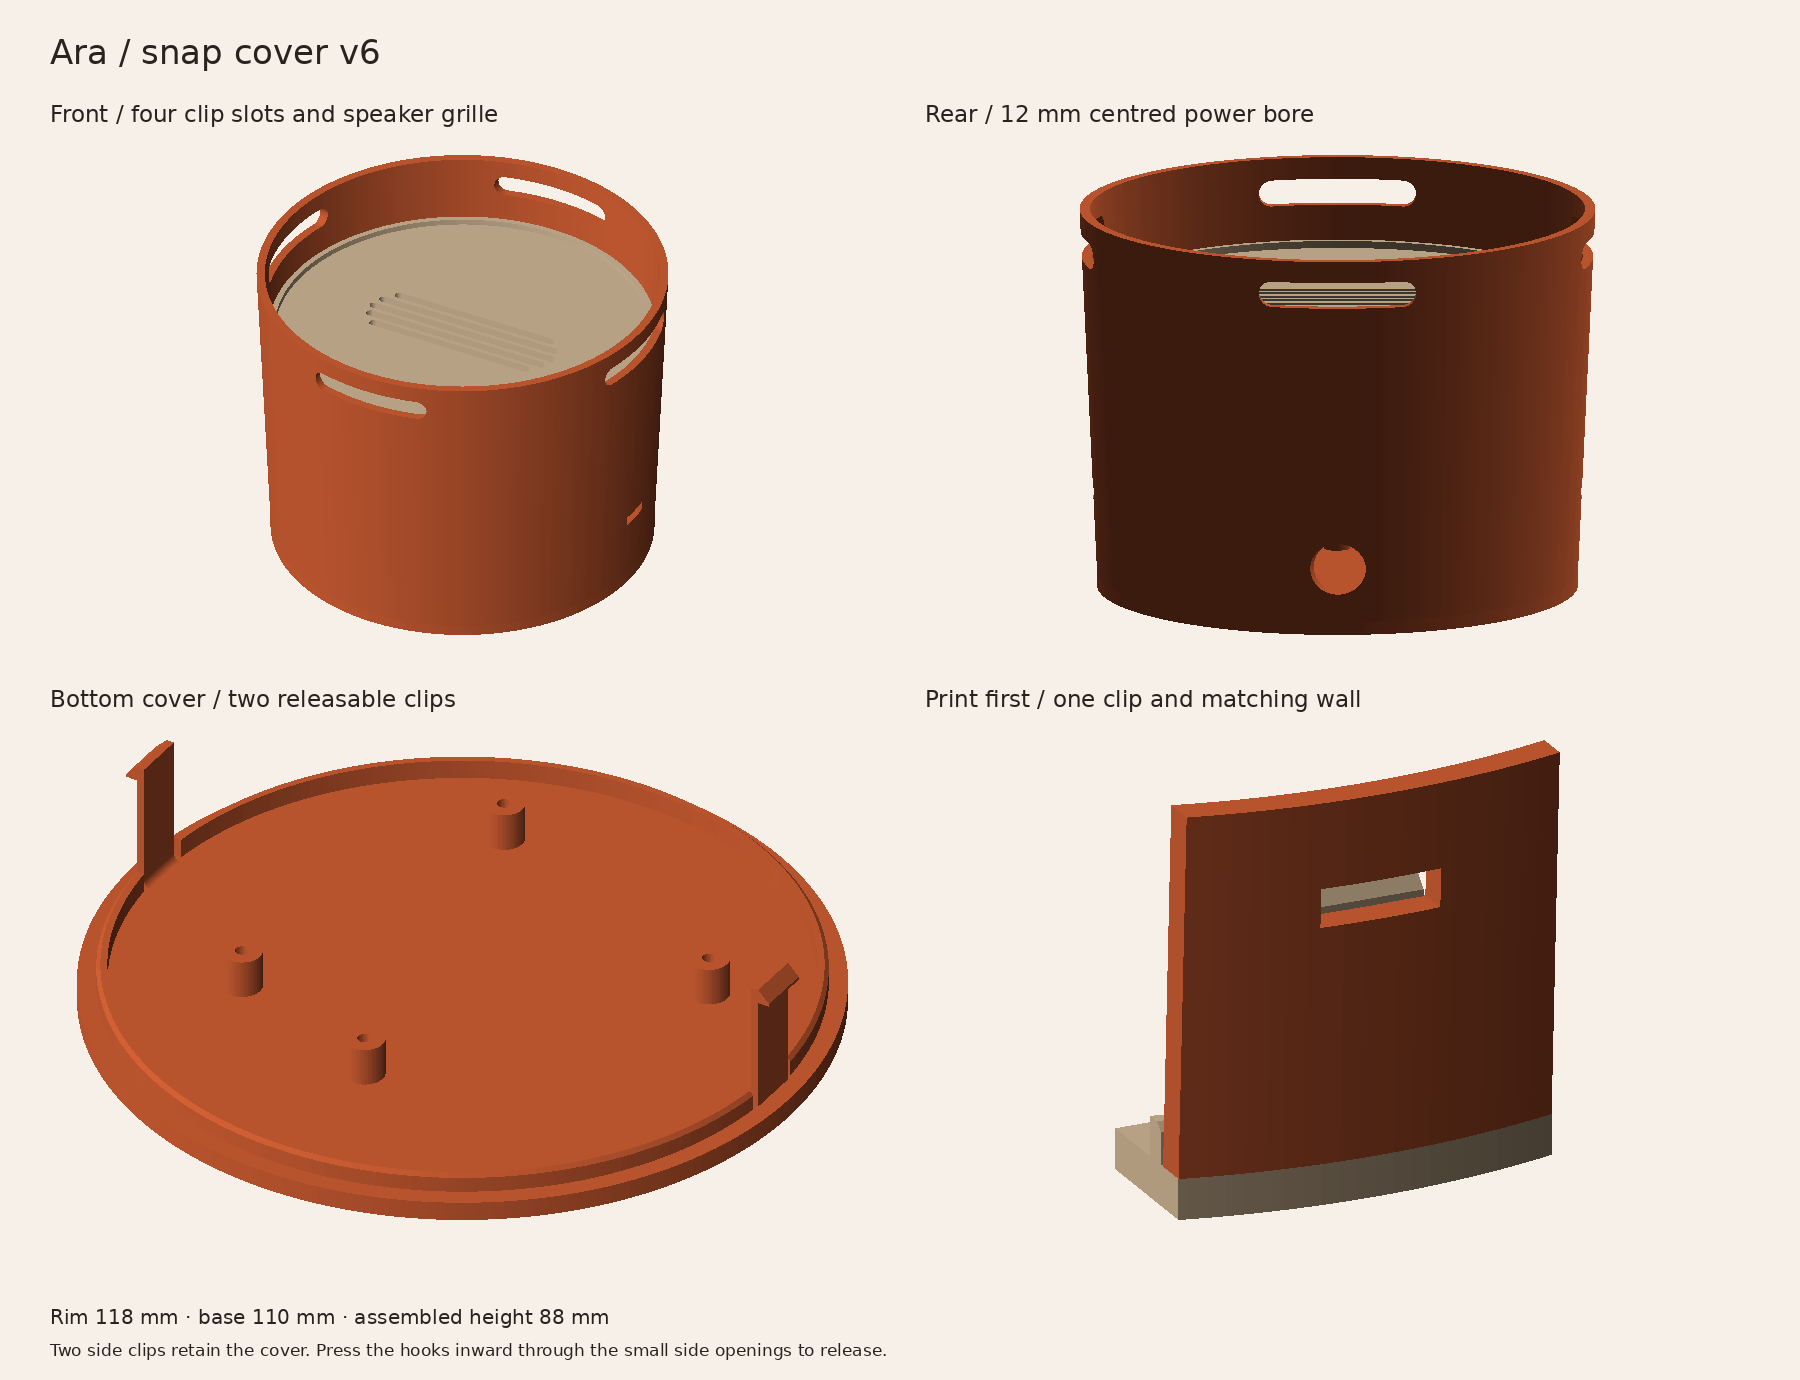 Ara / snap cover v6
Front / four clip slots and speaker grille
Rear / 12 mm centred power bore
Bottom cover / two releasable clips
Print first / one clip and matching wall
Rim 118 mm · base 110 mm · assembled height 88 mm
Two side clips retain the cover. Press the hooks inward through the small side openings to release.